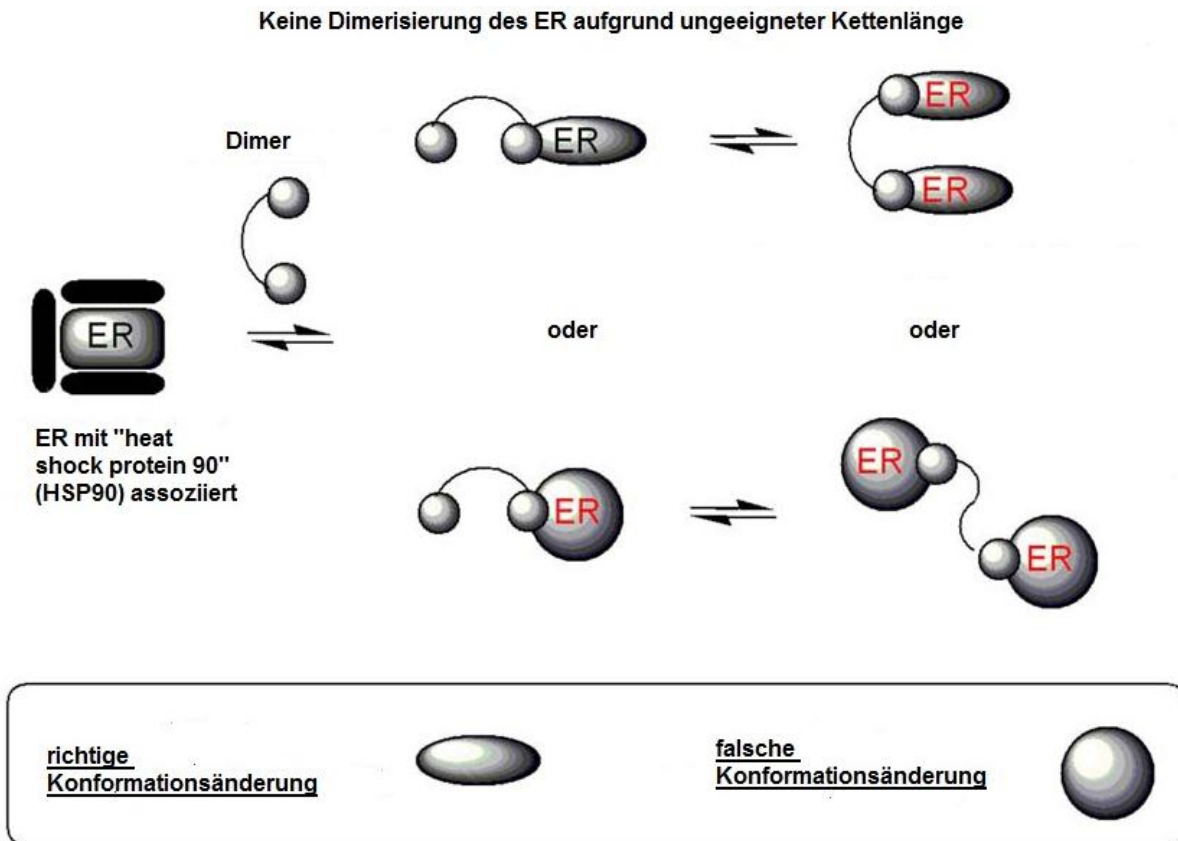 Keine Dimerisierung des ER aufgrund ungeeigneter Kettenlänge
Dimer
ER
ER
ER
ER
oder
oder
ER mit "heat
shock protein 90"
(HSP90) assoziiert
ER
ER
ER
richtige
Konformationsänderung
falsche
Konformationsänderung